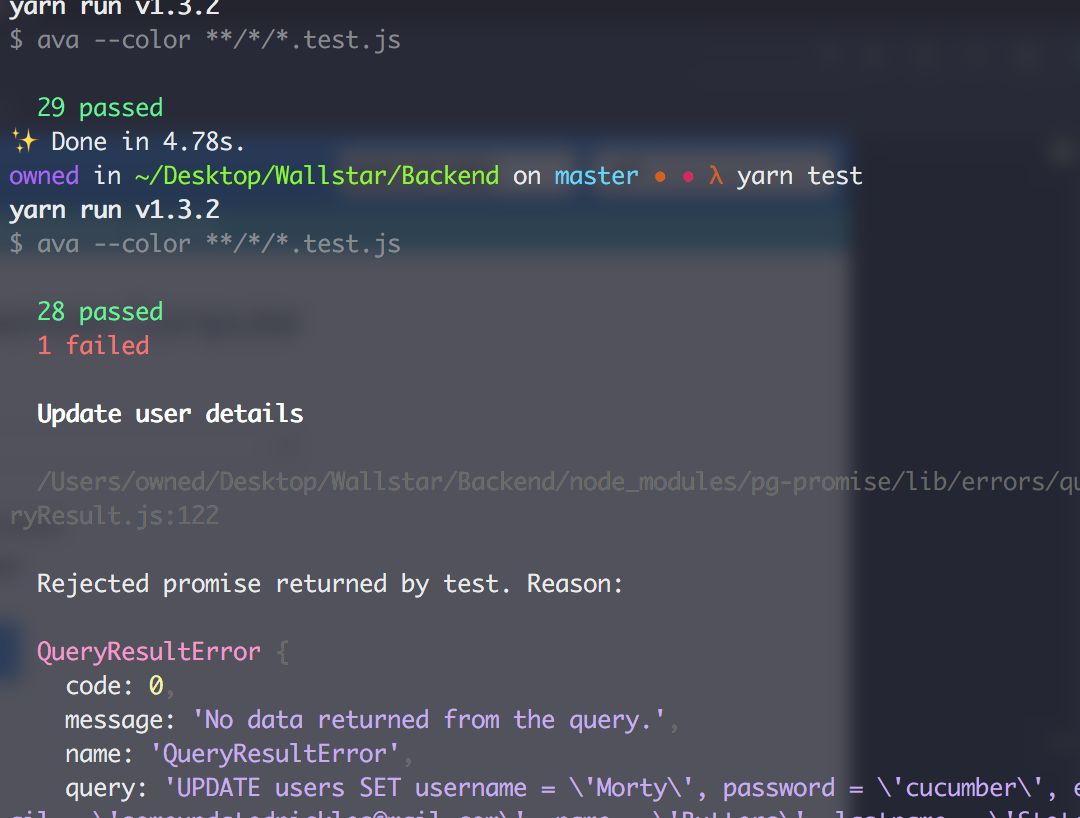 yarn run v1.3.2
$ ava --color **/*/*.test.js
29 passed
✨ Done in 4.78s.
owned in ~/Desktop/Wallstar/Backend on master • • λ yarn test
yarn run v1.3.2
$ ava --color **/*/*.test.js
28 passed
1 failed
Update user details
/Users/owned/Desktop/Wallstar/Backend/node_modules/pg-promise/lib/errors/qu
ryResult.js:122
Rejected promise returned by test. Reason:
QueryResultError {
code: 0,
message: 'No data returned from the query.',
name: 'QueryResultError',
query: 'UPDATE users SET username = \'Morty\', password = \'cucumber\', e